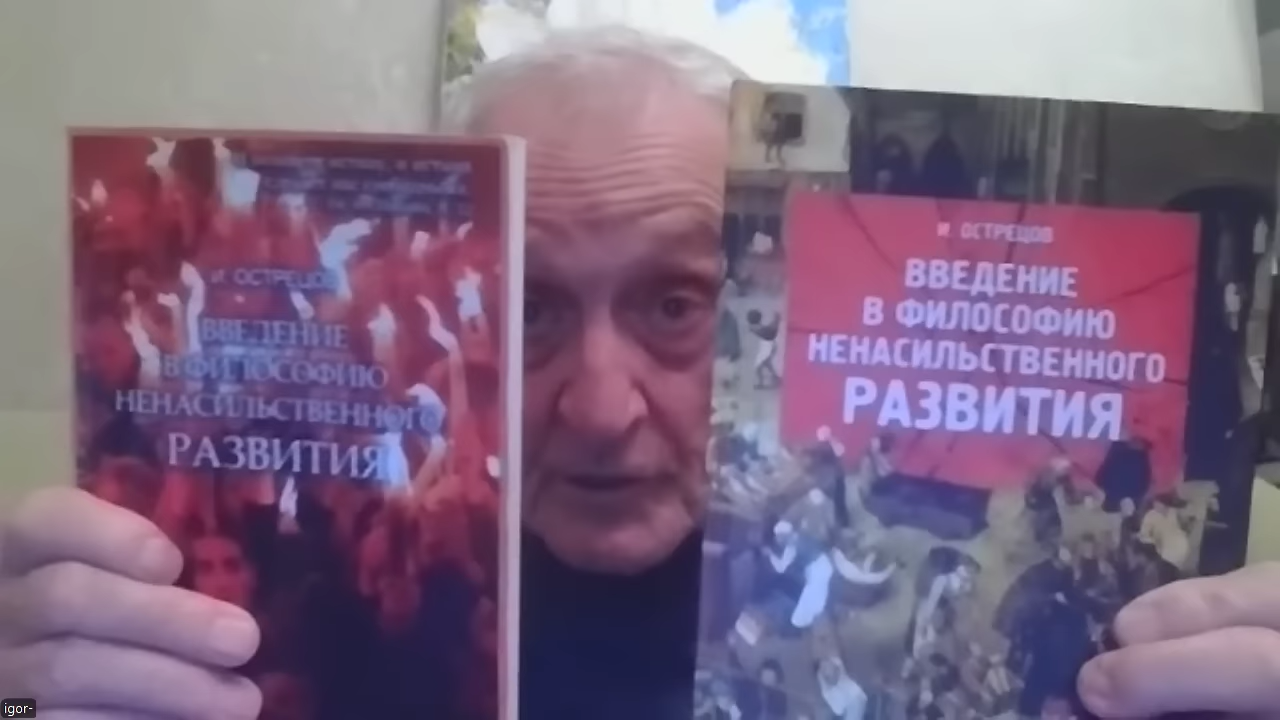 И. ОСТРЕЦОВ
ВВЕДЕНИЕ
В ФИЛОСОФИЮ
НЕНАСИЛЬСТВЕННОГО
РАЗВИТИЯ
И. ОСТРЕЦОВ
ВВЕДЕНИЕ
В ФИЛОСОФИЮ
НЕНАСИЛЬСТВЕННОГО
РАЗВИТИЯ
igor-